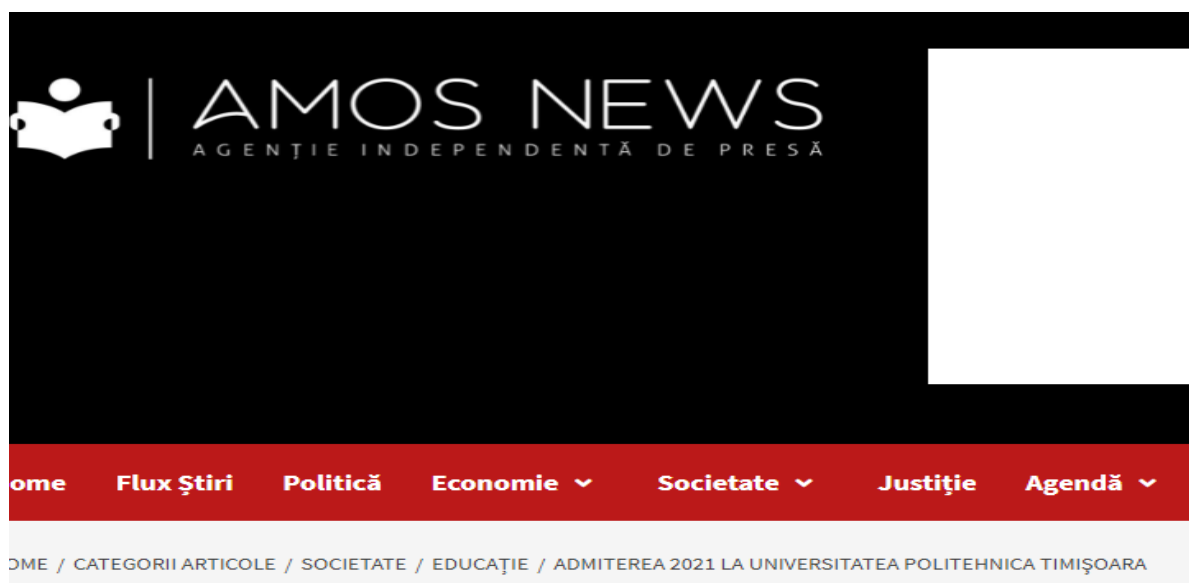 AMOS NEWS
AGENȚIE INDEPENDENTĂ DE PRESĂ
ome Flux Știri Politică Economie Societate Justiție Agendă
OME / CATEGORII ARTICOLE / SOCIETATE / EDUCAȚIE / ADMITEREA 2021 LA UNIVERSITATEA POLITEHNICA TIMIŞOARA